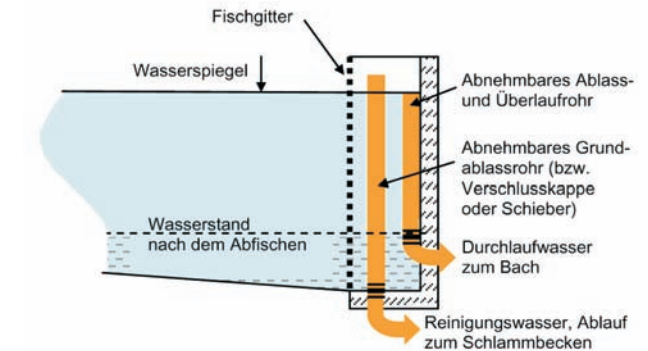 Fischgitter
Wasserspiegel
Abnehmbares Ablass-
und Überlaufrohr
Abnehmbares Grund-
ablassrohr (bzw.
Verschlusskappe
oder Schieber)
Wasserstand
nach dem Abfischen
Durchlaufwasser
zum Bach
Reinigungswasser, Ablauf
zum Schlammbecken